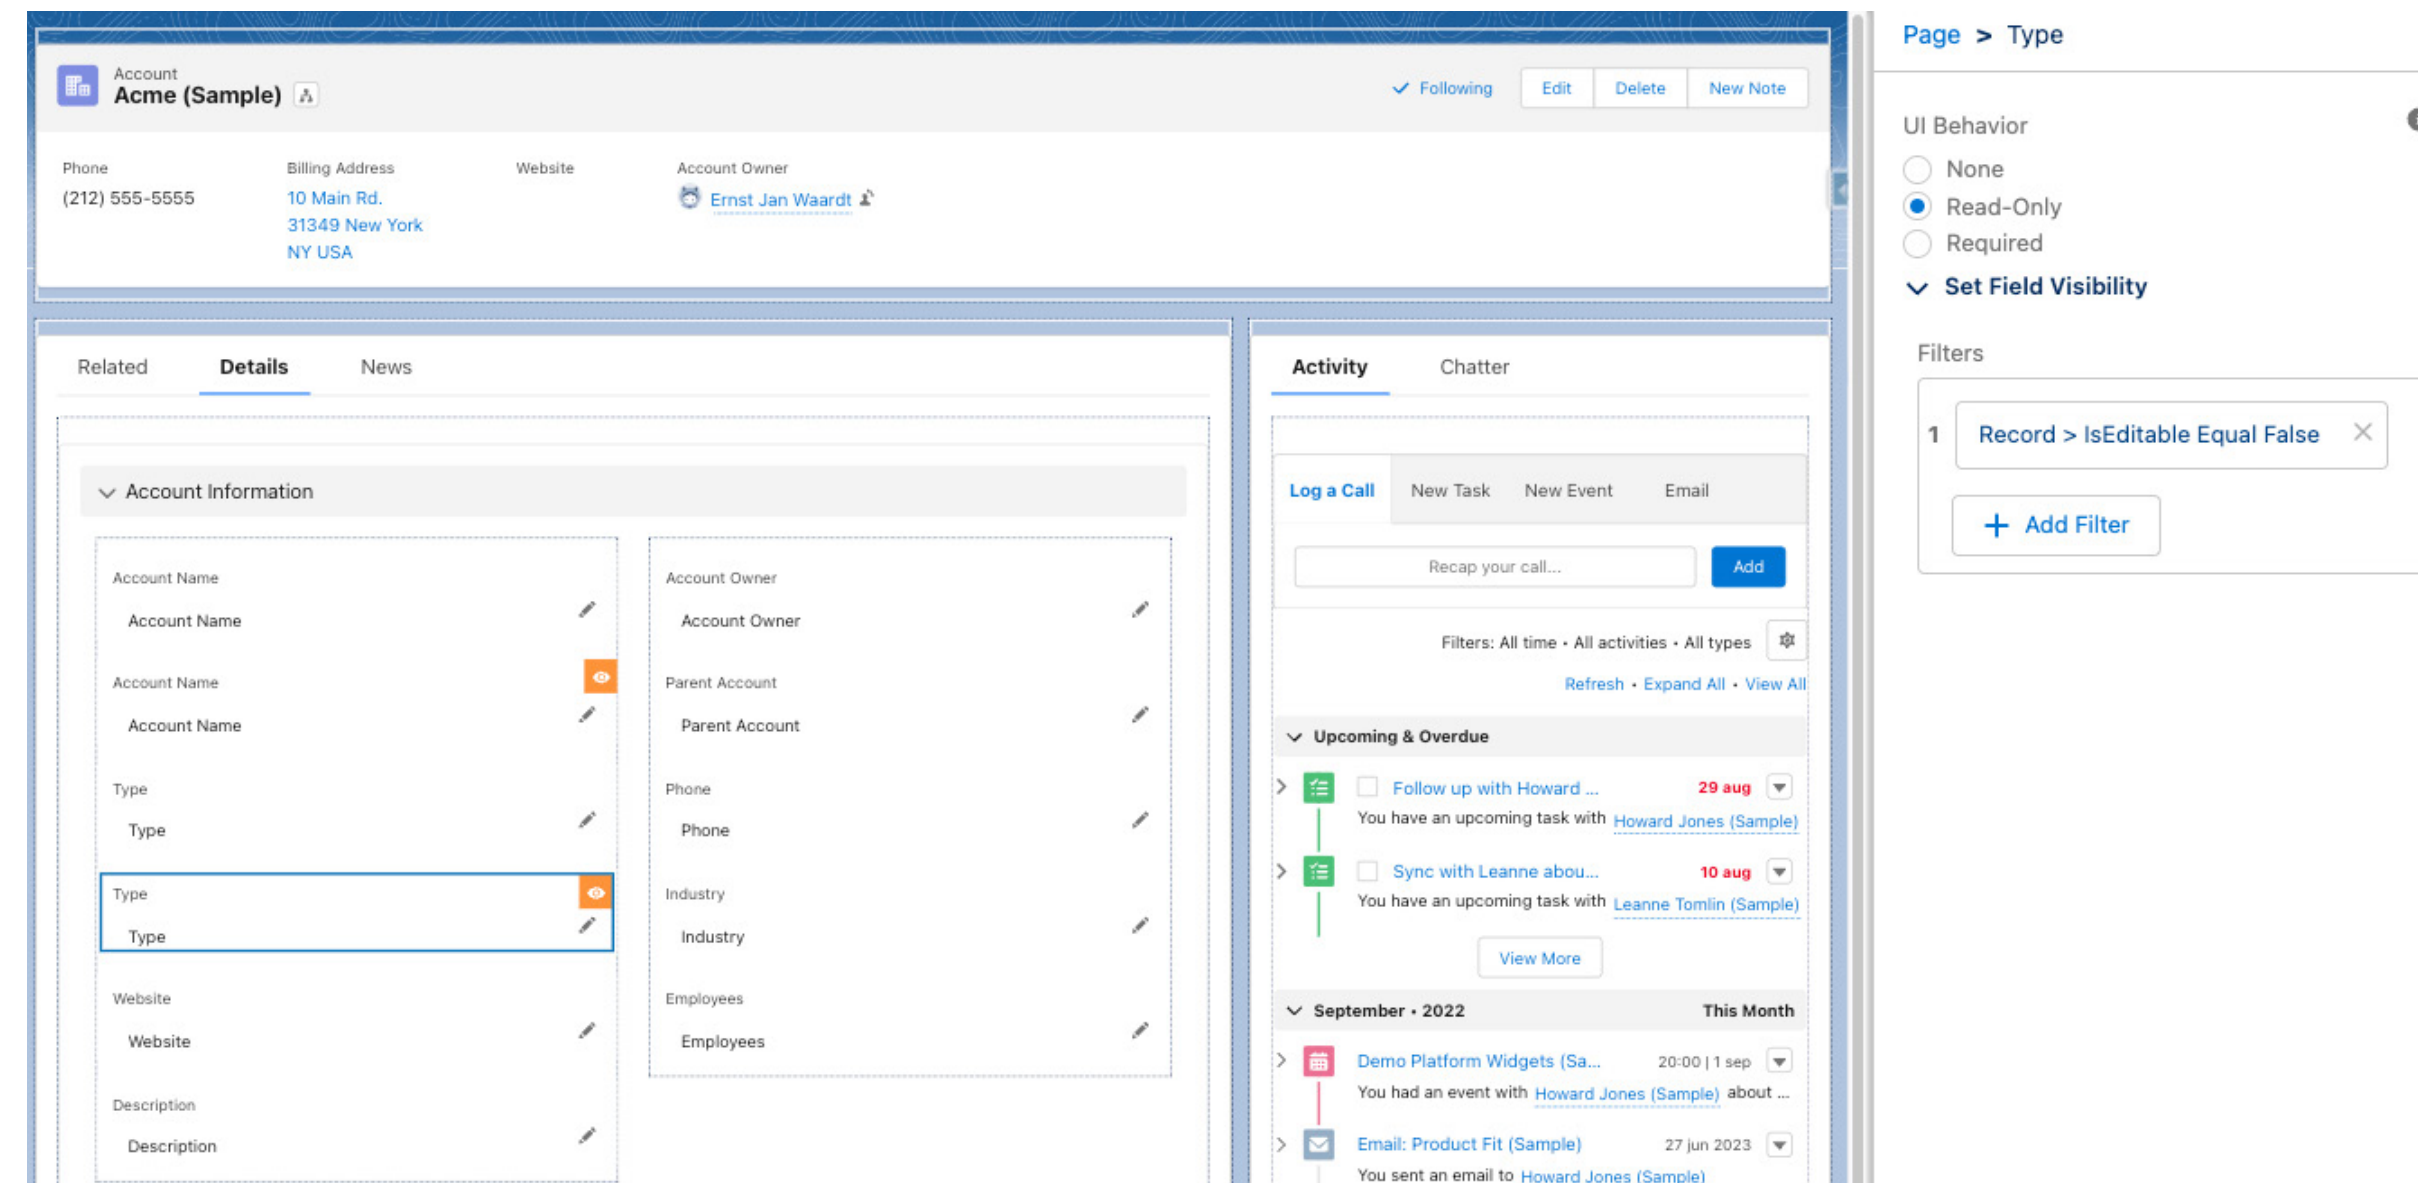 Account
Acme (Sample)
Following
Edit
Delete
New Note
Phone
Billing Address
Website
Account Owner
(212) 555-5555
10 Main Rd.
31349 New York
NY USA
Ernst Jan Waardt
Related
Details
News
Account Information
Account Name
Account Name
Account Name
Account Name
Type
Type
Type
Type
Website
Website
Description
Description
Account Owner
Account Owner
Parent Account
Parent Account
Phone
Phone
Industry
Industry
Employees
Employees
Activity
Chatter
Log a Call
New Task
New Event
Email
Recap your call...
Add
Filters: All time • All activities • All types
Refresh • Expand All • View All
Upcoming & Overdue
Follow up with Howard ...
29 aug
You have an upcoming task with Howard Jones (Sample)
Sync with Leanne abou...
10 aug
You have an upcoming task with Leanne Tomlin (Sample)
View More
September • 2022
This Month
Demo Platform Widgets (Sa...
20:00 | 1 sep
You had an event with Howard Jones (Sample) about ...
Email: Product Fit (Sample)
27 jun 2023
You sent an email to Howard Jones (Sample)
Page > Type
UI Behavior
None
Read-Only
Required
Set Field Visibility
Filters
1
Record > IsEditable Equal False
Add Filter